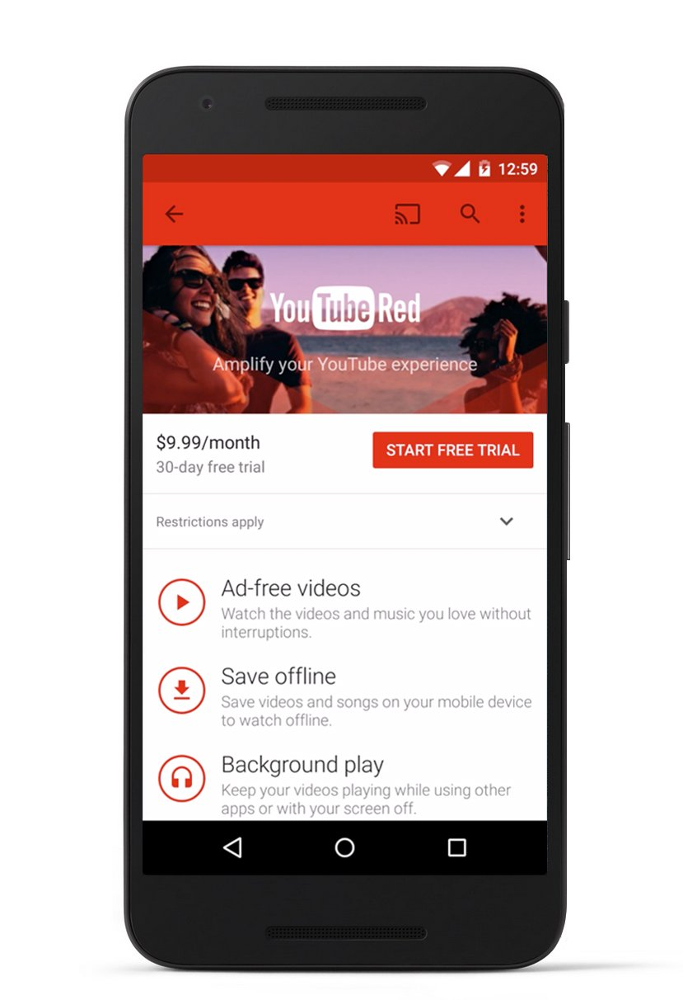 12:59
YouTube Red
Amplify your YouTube experience
$9.99/month
START FREE TRIAL
30-day free trial
Restrictions apply
Ad-free videos
Watch the videos and music you love without
interruptions.
Save offline
Save videos and songs on your mobile device
to watch offline.
Background play
Keep your videos playing while using other
apps or with your screen off.